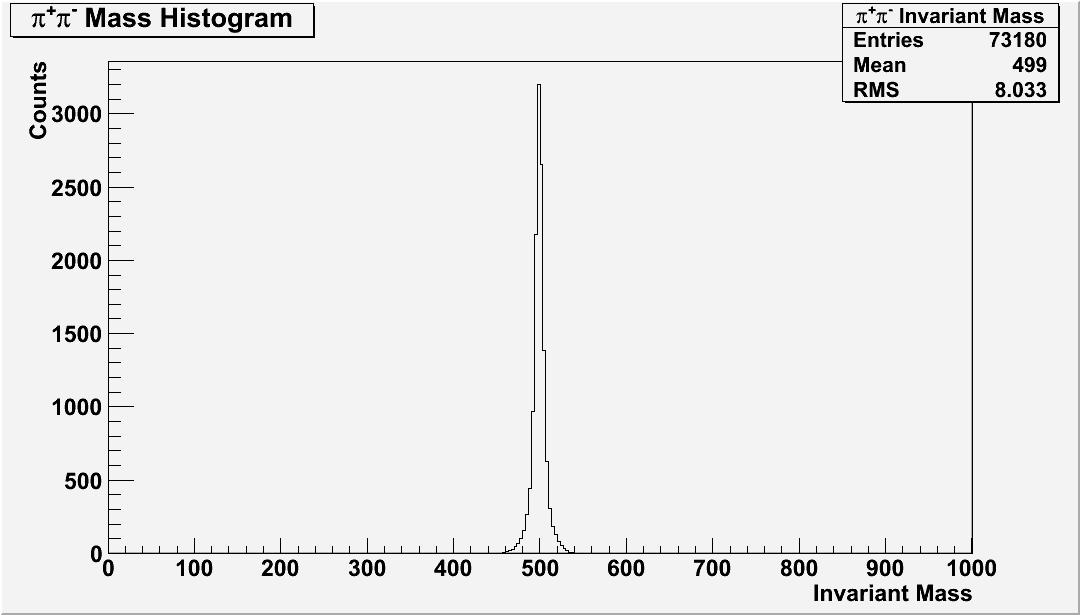 π⁺π⁻ Mass Histogram
π⁺π⁻ Invariant Mass
Entries 73180
Mean 499
RMS 8.033
Counts
3000
2500
2000
1500
1000
500
0
0 100 200 300 400 500 600 700 800 900 1000
Invariant Mass